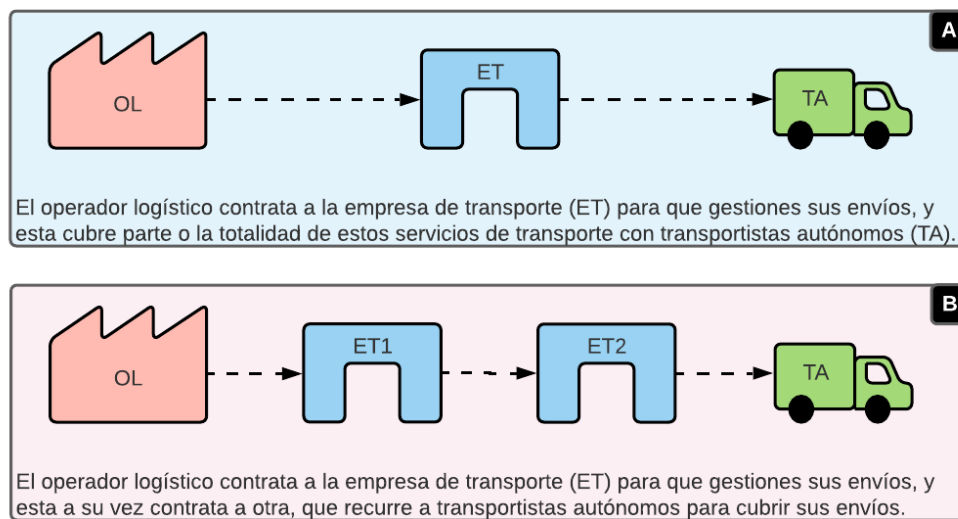 A
OL
ET
TA
El operador logístico contrata a la empresa de transporte (ET) para que gestiones sus envíos, y
esta cubre parte o la totalidad de estos servicios de transporte con transportistas autónomos (TA).
B
OL
ET1
ET2
TA
El operador logístico contrata a la empresa de transporte (ET) para que gestiones sus envíos, y
esta a su vez contrata a otra, que recurre a transportistas autónomos para cubrir sus envíos.